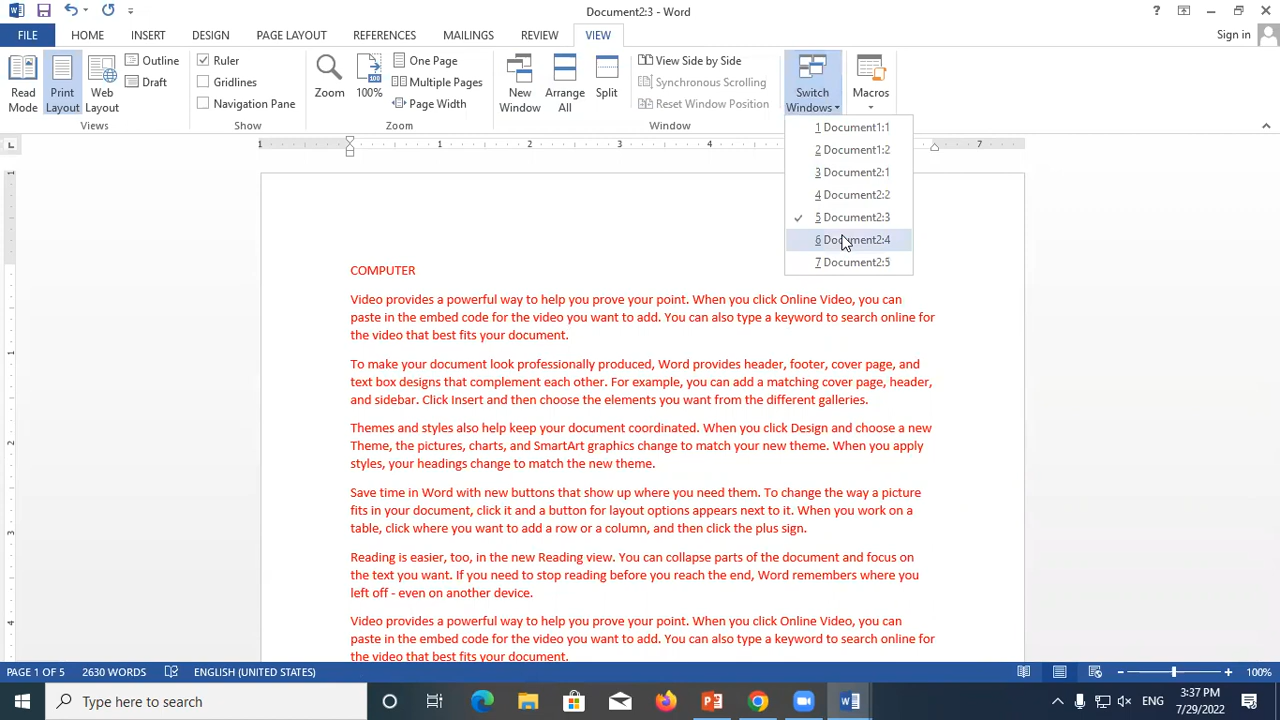 Document2:3 - Word
?
FILE HOME INSERT DESIGN PAGE LAYOUT REFERENCES MAILINGS REVIEW VIEW Sign in
Read Mode
Print Layout
Web Layout
Outline
Draft
Views
Ruler
Gridlines
Navigation Pane
Show
Zoom
100%
One Page
Multiple Pages
Page Width
Zoom
New Window
Arrange All
Split
View Side by Side
Synchronous Scrolling
Reset Window Position
Window
Switch Windows
Macros
1 Document1:1
2 Document1:2
3 Document2:1
4 Document2:2
5 Document2:3
6 Document2:4
7 Document2:5
1 1 2 3 4 7
1
1
2
3
4
COMPUTER
Video provides a powerful way to help you prove your point. When you click Online Video, you can
paste in the embed code for the video you want to add. You can also type a keyword to search online for
the video that best fits your document.
To make your document look professionally produced, Word provides header, footer, cover page, and
text box designs that complement each other. For example, you can add a matching cover page, header,
and sidebar. Click Insert and then choose the elements you want from the different galleries.
Themes and styles also help keep your document coordinated. When you click Design and choose a new
Theme, the pictures, charts, and SmartArt graphics change to match your new theme. When you apply
styles, your headings change to match the new theme.
Save time in Word with new buttons that show up where you need them. To change the way a picture
fits in your document, click it and a button for layout options appears next to it. When you work on a
table, click where you want to add a row or a column, and then click the plus sign.
Reading is easier, too, in the new Reading view. You can collapse parts of the document and focus on
the text you want. If you need to stop reading before you reach the end, Word remembers where you
left off - even on another device.
Video provides a powerful way to help you prove your point. When you click Online Video, you can
paste in the embed code for the video you want to add. You can also type a keyword to search online for
the video that best fits your document.
PAGE 1 OF 5 2630 WORDS ENGLISH (UNITED STATES) 100%
Type here to search
ENG
3:37 PM
7/29/2022